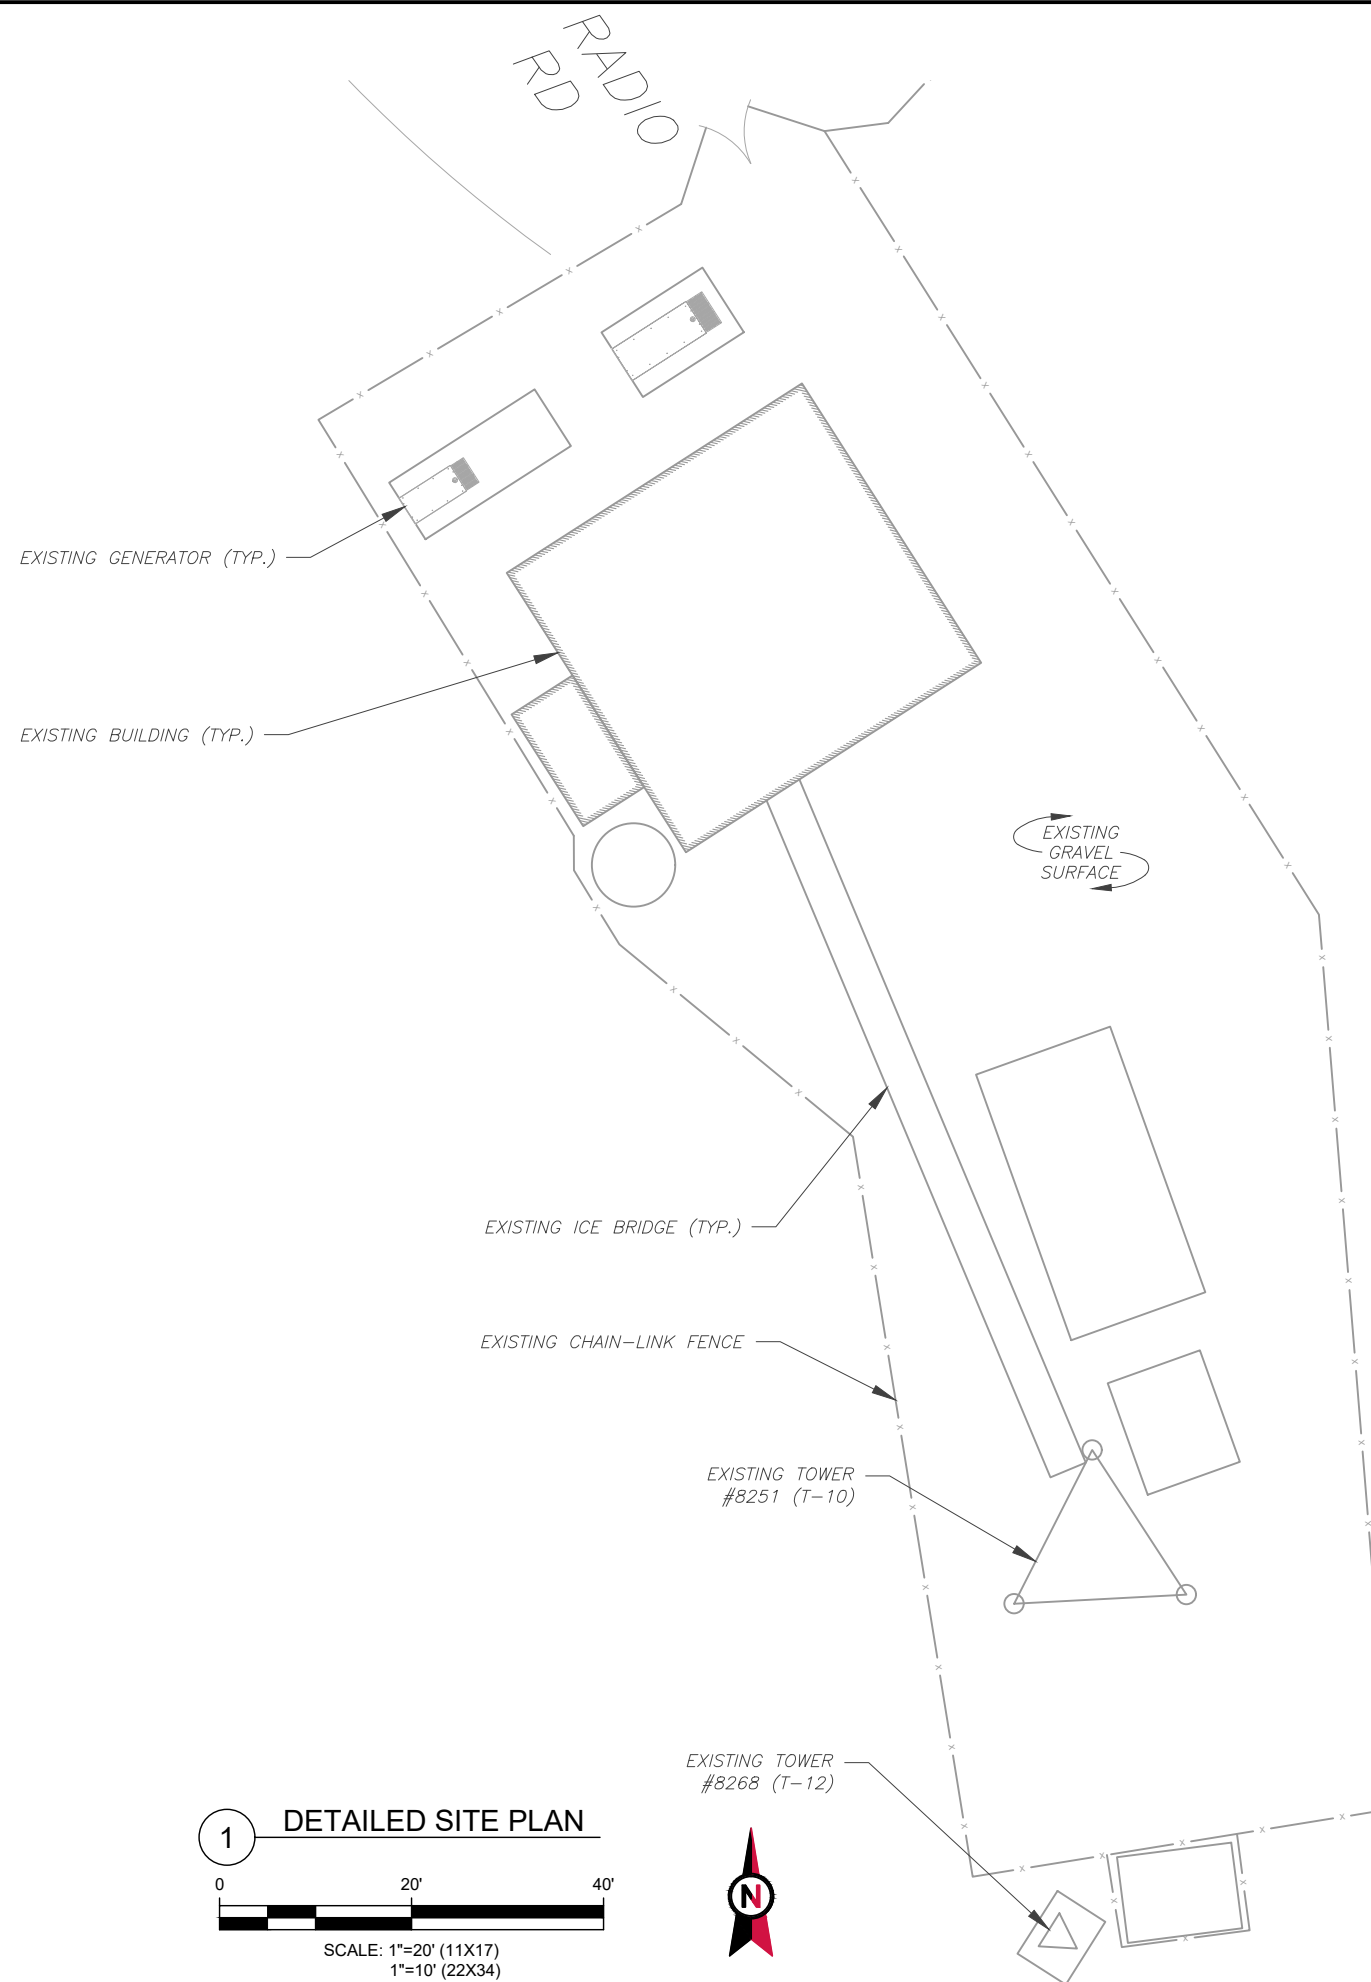 RADIO
RD
EXISTING GENERATOR (TYP.)
EXISTING BUILDING (TYP.)
EXISTING
GRAVEL
SURFACE
EXISTING ICE BRIDGE (TYP.)
EXISTING CHAIN-LINK FENCE
EXISTING TOWER
#8251 (T-10)
EXISTING TOWER
#8268 (T-12)
1 DETAILED SITE PLAN
0 20' 40'
SCALE: 1"=20' (11X17)
1"=10' (22X34)
N